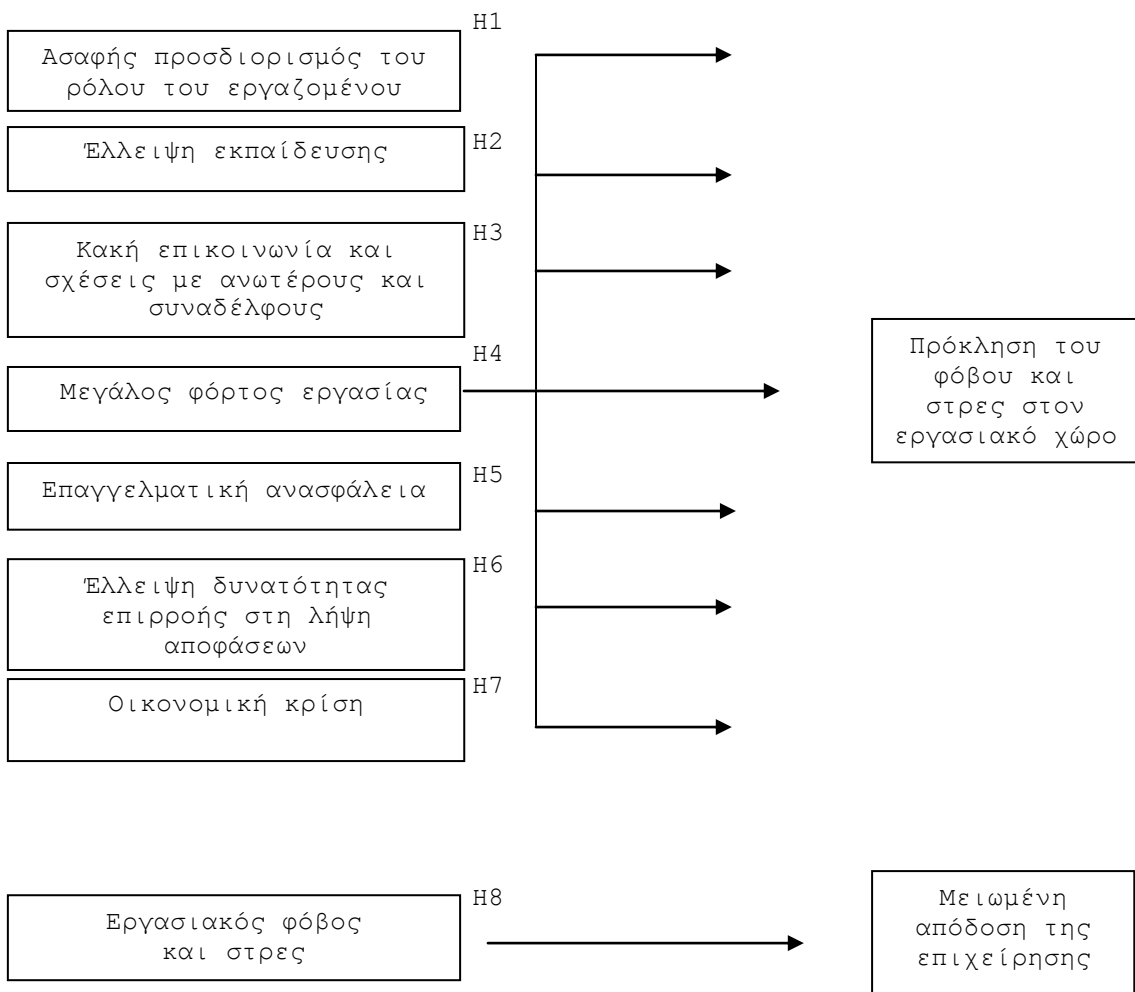 H1
Ασαφής προσδιορισμός του
ρόλου του εργαζομένου
H2
Έλλειψη εκπαίδευσης
H3
Κακή επικοινωνία και
σχέσεις με ανωτέρους και
συναδέλφους
H4
Μεγάλος φόρτος εργασίας
Πρόκληση του
φόβου και
στρες στον
εργασιακό χώρο
H5
Επαγγελματική ανασφάλεια
H6
Έλλειψη δυνατότητας
επιρροής στη λήψη
αποφάσεων
H7
Οικονομική κρίση
H8
Εργασιακός φόβος
και στρες
Μειωμένη
απόδοση της
επιχείρησης